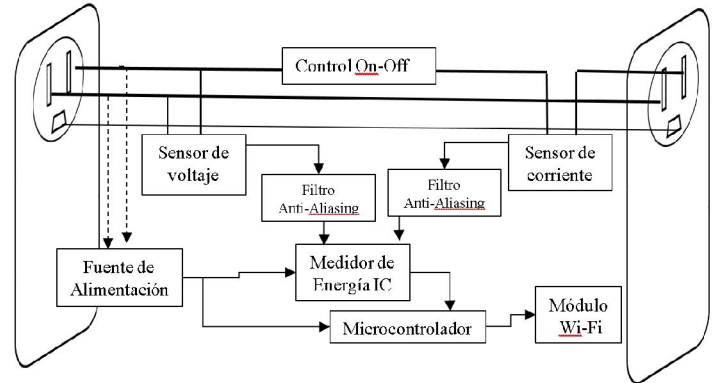 Control On-Off
Sensor de
voltaje
Sensor de
corriente
Filtro
Anti-Aliasing
Filtro
Anti-Aliasing
Fuente de
Alimentación
Medidor de
Energía IC
Microcontrolador
Módulo
Wi-Fi